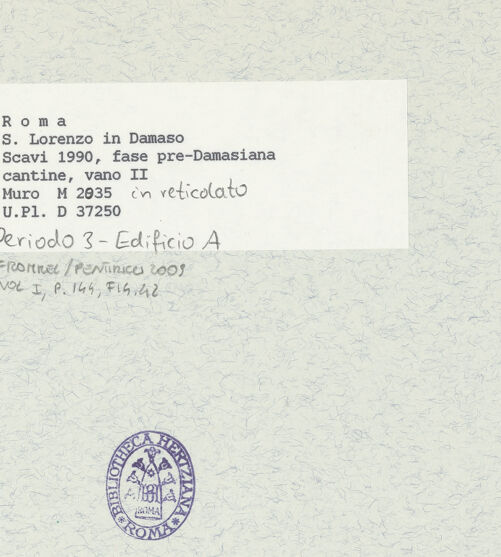 R o m a
S. Lorenzo in Damaso
Scavi 1990, fase pre-Damasiana
cantine, vano II
Muro M 2035 in reticolato
U.Pl. D 37250
Periodo 3 - Edificio A
FROMMEL/PENTIRICCI 2009
VOL I, P. 144, FIG. 42
BIBLIOTHECA HERTZIANA
ROMA
*ROMA*